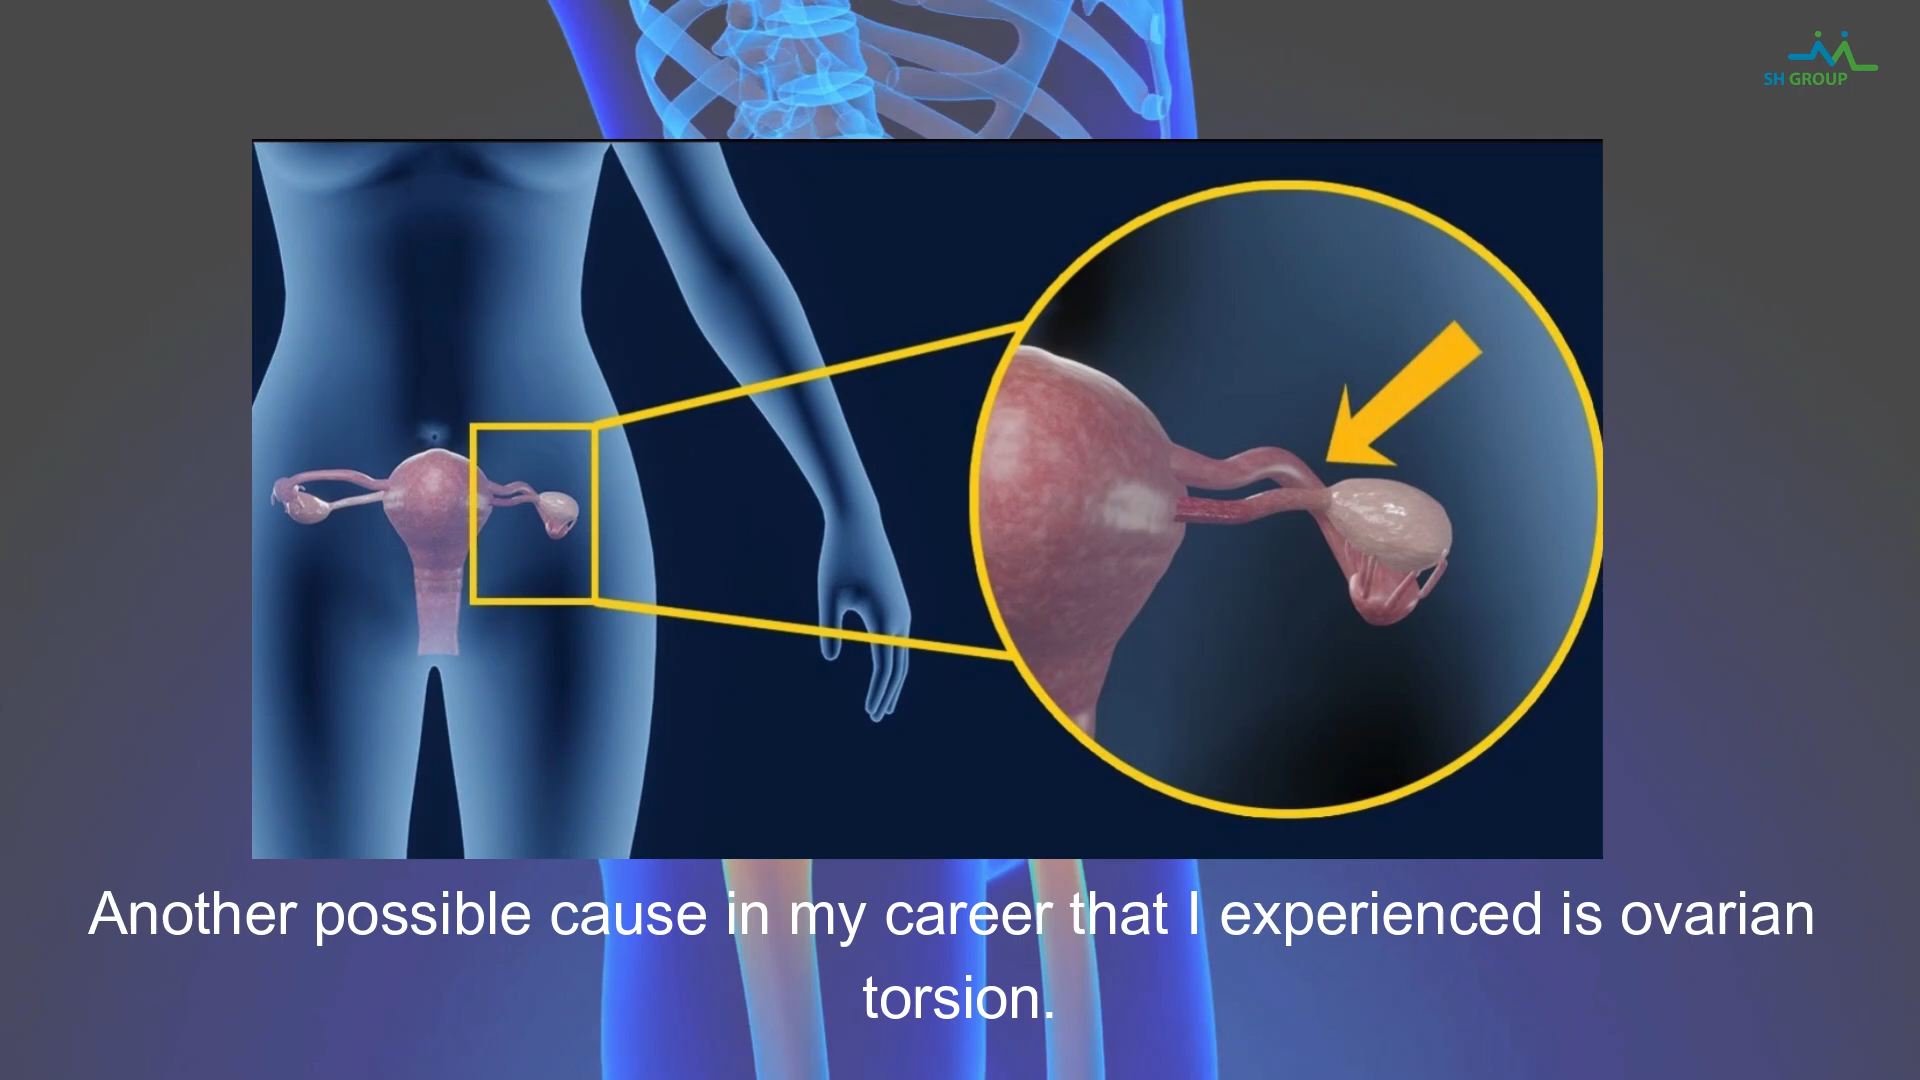 SH GROUP
Another possible cause in my career that I experienced is ovarian
torsion.